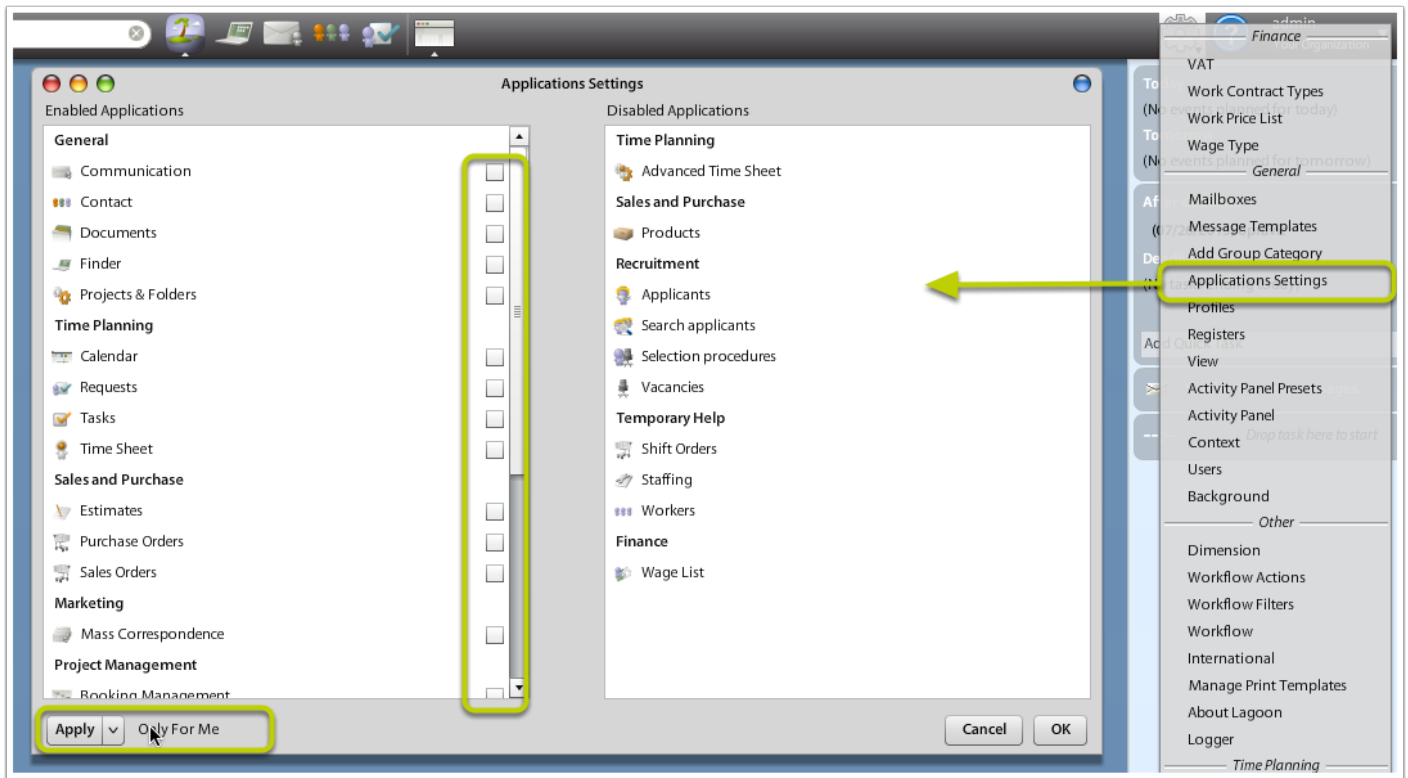 admin
Your Organization
Applications Settings
Enabled Applications
General
Communication
Contact
Documents
Finder
Projects & Folders
Time Planning
Calendar
Requests
Tasks
Time Sheet
Sales and Purchase
Estimates
Purchase Orders
Sales Orders
Marketing
Mass Correspondence
Project Management
Booking Management
Apply
Only For Me
Disabled Applications
Time Planning
Advanced Time Sheet
Sales and Purchase
Products
Recruitment
Applicants
Search applicants
Selection procedures
Vacancies
Temporary Help
Shift Orders
Staffing
Workers
Finance
Wage List
Cancel
OK
Finance
VAT
Work Contract Types
Work Price List
Wage Type
General
Mailboxes
Message Templates
Add Group Category
Applications Settings
Profiles
Registers
View
Activity Panel Presets
Activity Panel
Context
Users
Background
Other
Dimension
Workflow Actions
Workflow Filters
Workflow
International
Manage Print Templates
About Lagoon
Logger
Time Planning
(No events planned for today)
(No events planned for tomorrow)
Add Quick Task
Drop task here to start